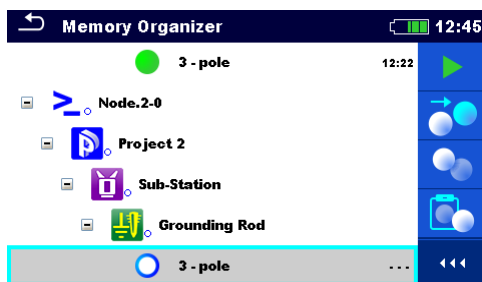 Memory Organizer 12:45
3 - pole 12:22
Node.2-0
Project 2
Sub-Station
Grounding Rod
3 - pole ---